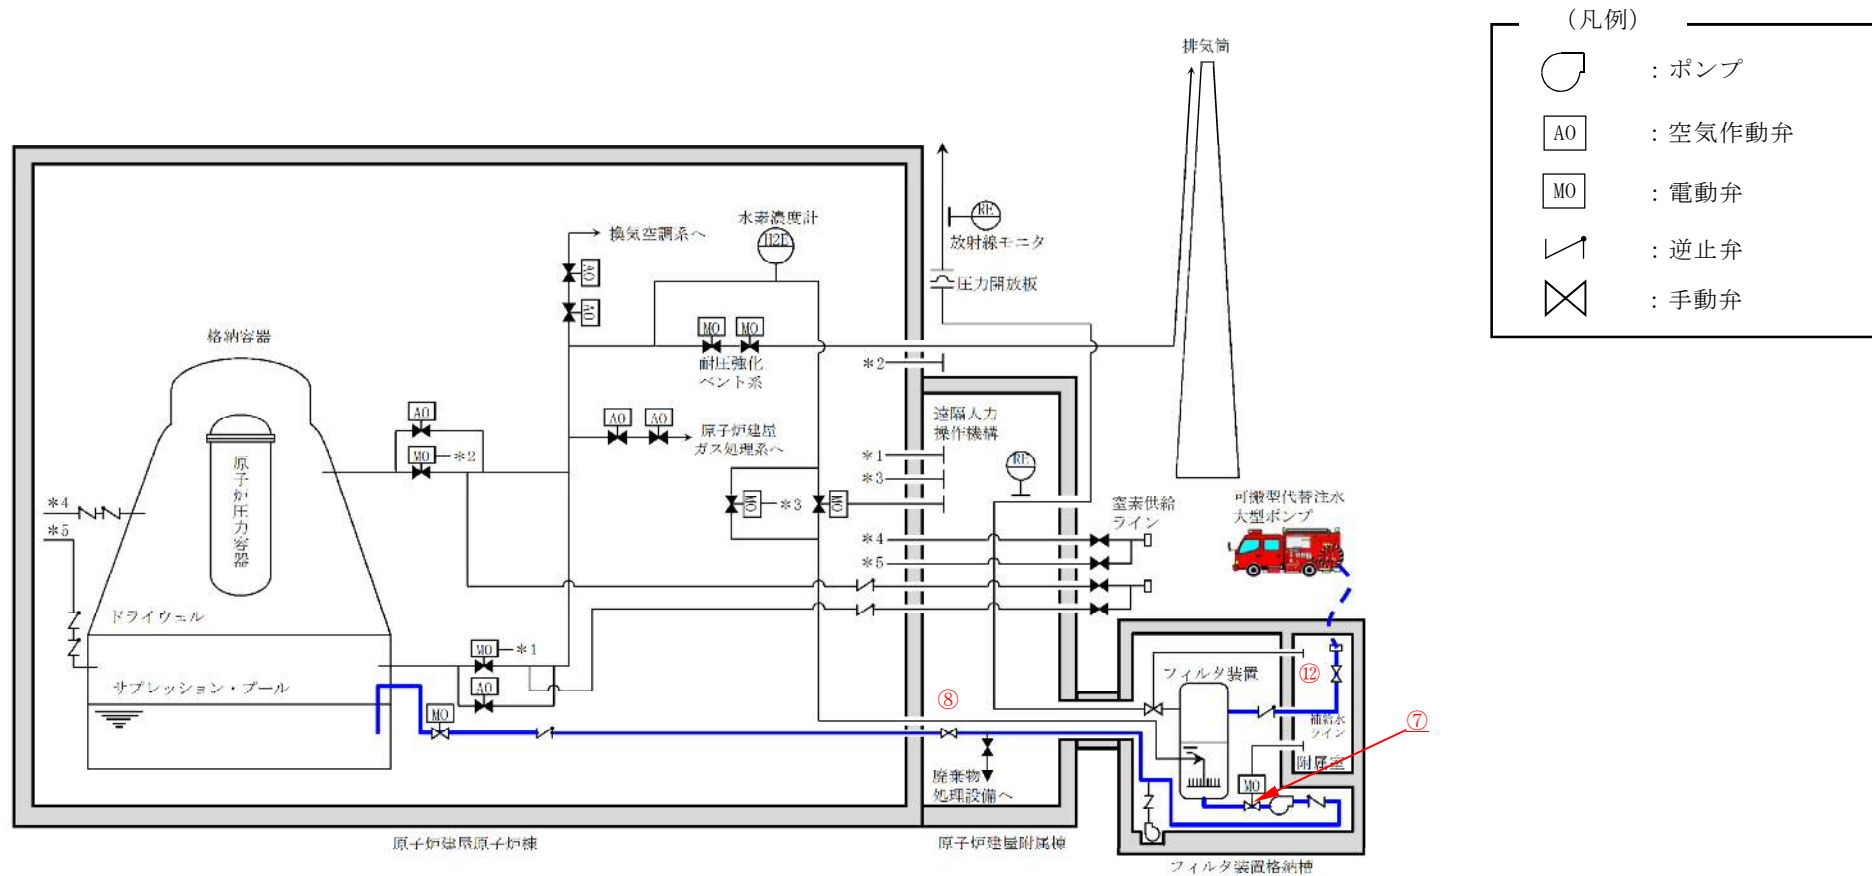 (凡例)
：ポンプ
AO
：空気作動弁
MO
：電動弁
：逆止弁
：手動弁
排気筒
水素濃度計
H2E
換気空調系へ
AO
AO
RE
放射線モニタ
圧力開放板
格納容器
MO
MO
耐圧強化
ベント系
＊2
AO
MO
＊2
AO
AO
原子炉建屋
ガス処理系へ
遠隔人力
操作機構
＊1
＊3
RE
原子炉圧力容器
MO
＊3
MO
窒素供給
ライン
可搬型代替注水
大型ポンプ
＊4
＊5
＊4
＊5
ドライウェル
MO
＊1
AO
サプレッション・プール
MO
⑧
フィルタ装置
⑫
補給水
ライン
⑦
附属室
MO
廃棄物
処理設備へ
原子炉建屋原子炉棟
原子炉建屋附属棟
フィルタ装置格納槽